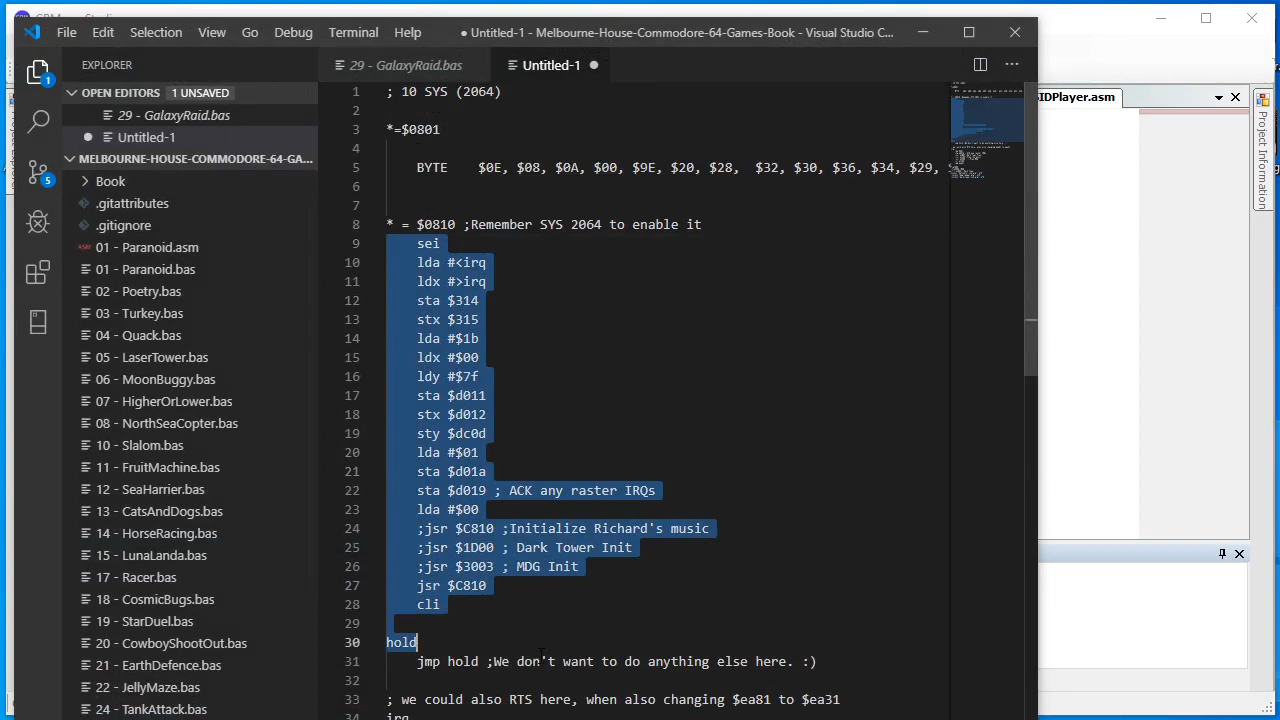 File Edit Selection View Go Debug Terminal Help ● Untitled-1 - Melbourne-House-Commodore-64-Games-Book - Visual Studio C...
EXPLORER
29 - GalaxyRaid.bas
Untitled-1
SIDPlayer.asm
OPEN EDITORS 1 UNSAVED
29 - GalaxyRaid.bas
Untitled-1
MELBOURNE-HOUSE-COMMODORE-64-GA...
Book
.gitattributes
.gitignore
01 - Paranoid.asm
01 - Paranoid.bas
02 - Poetry.bas
03 - Turkey.bas
04 - Quack.bas
05 - LaserTower.bas
06 - MoonBuggy.bas
07 - HigherOrLower.bas
08 - NorthSeaCopter.bas
10 - Slalom.bas
11 - FruitMachine.bas
12 - SeaHarrier.bas
13 - CatsAndDogs.bas
14 - HorseRacing.bas
15 - LunaLanda.bas
17 - Racer.bas
18 - CosmicBugs.bas
19 - StarDuel.bas
20 - CowboyShootOut.bas
21 - EarthDefence.bas
22 - JellyMaze.bas
24 - TankAttack.bas
1 ; 10 SYS (2064)
2
3 *=$0801
4
5 BYTE $0E, $08, $0A, $00, $9E, $20, $28, $32, $30, $36, $34, $29,
6
7
8 * = $0810 ;Remember SYS 2064 to enable it
9 sei
10 lda #<irq
11 ldx #>irq
12 sta $314
13 stx $315
14 lda #$1b
15 ldx #$00
16 ldy #$7f
17 sta $d011
18 stx $d012
19 sty $dc0d
20 lda #$01
21 sta $d01a
22 sta $d019 ; ACK any raster IRQs
23 lda #$00
24 ;jsr $C810 ;Initialize Richard's music
25 ;jsr $1D00 ; Dark Tower Init
26 ;jsr $3003 ; MDG Init
27 jsr $C810
28 cli
29
30 hold
31 jmp hold ;We don't want to do anything else here. :)
32
33 ; we could also RTS here, when also changing $ea81 to $ea31
34 irq
1
5
Project Explorer